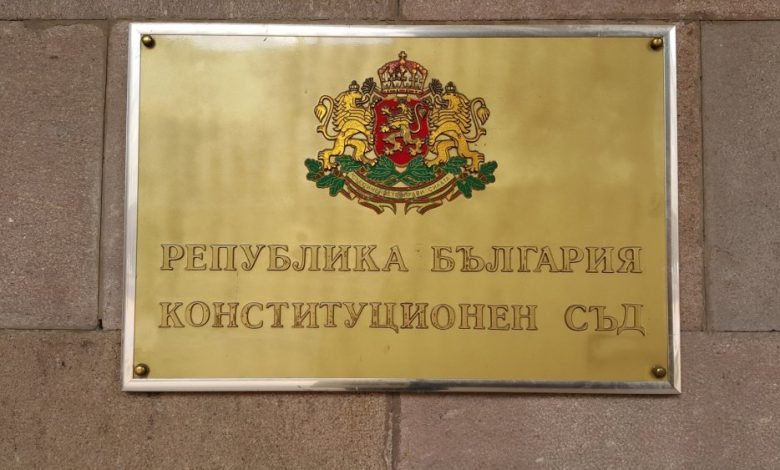 РЕПУБЛИКА БЪЛГАРИЯ
КОНСТИТУЦИОНЕН СЪД